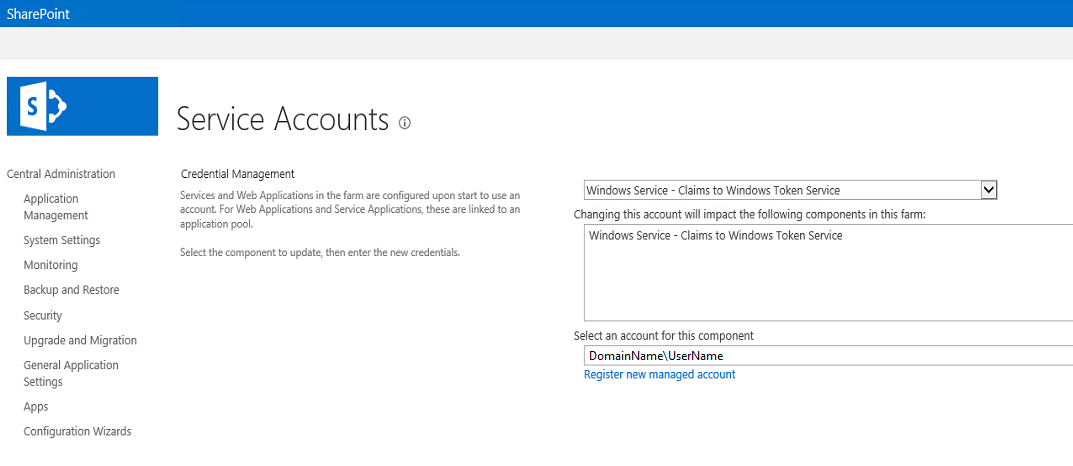 SharePoint
S
Service Accounts
Central Administration
Application
Management
System Settings
Monitoring
Backup and Restore
Security
Upgrade and Migration
General Application
Settings
Apps
Configuration Wizards
Credential Management
Services and Web Applications in the farm are configured upon start to use an
account. For Web Applications and Service Applications, these are linked to an
application pool.
Select the component to update, then enter the new credentials.
Windows Service - Claims to Windows Token Service
Changing this account will impact the following components in this farm:
Windows Service - Claims to Windows Token Service
Select an account for this component
DomainName\UserName
Register new managed account